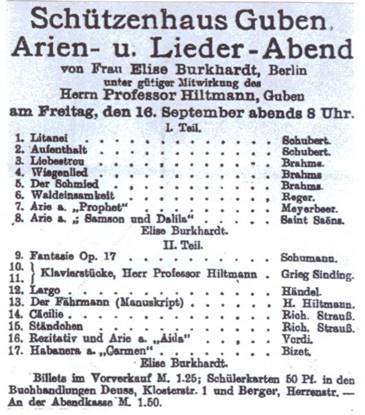 Schützenhaus Guben.
Arien- u. Lieder-Abend
von Frau Elise Burkhardt, Berlin
unter gütiger Mitwirkung des
Herrn Professor Hiltmann, Guben
am Freitag, den 16. September abends 8 Uhr.
I. Teil.
1. Litanei . . . . . . . . . Schubert.
2. Aufenthalt . . . . . . . . . Schubert.
3. Liebestreu . . . . . . . . . Brahms.
4. Wiegenlied . . . . . . . . . Brahms
5. Der Schmied . . . . . . . . . Brahms
6. Waldeinsamkeit . . . . . . . . . Reger.
7. Arie a. „Prophet" . . . . . . . . . Meyerbeer.
8. Arie a. „; Samson und Dalila" . . . . . Saint Saëns.
Elise Burkhardt.
II. Teil.
9. Fantasie Op. 17 . . . . . . . . . Schumann.
10. }
11. } Klavierstücke, Herr Professor Hiltmann . Grieg Sinding.
12. Largo . . . . . . . . . Händel.
13. Der Fährmann (Manuskript) . . . . H. Hiltmann.
14. Cäcilie . . . . . . . . . Rich. Strauß.
15. Ständchen . . . . . . . . . Rich. Strauß.
16. Rezitativ und Arie a. „Aida" . . . . Verdi.
17. Habanera a. „Carmen" . . . . . . Bizet.
Elise Burkhardt.
Billets im Vorverkauf M. 1.25; Schülerkarten 50 Pf. in den
Buchhandlungen Deuss, Klosterstr. 1 und Berger, Herrenstr. —
An der Abendkasse M. 1.50.